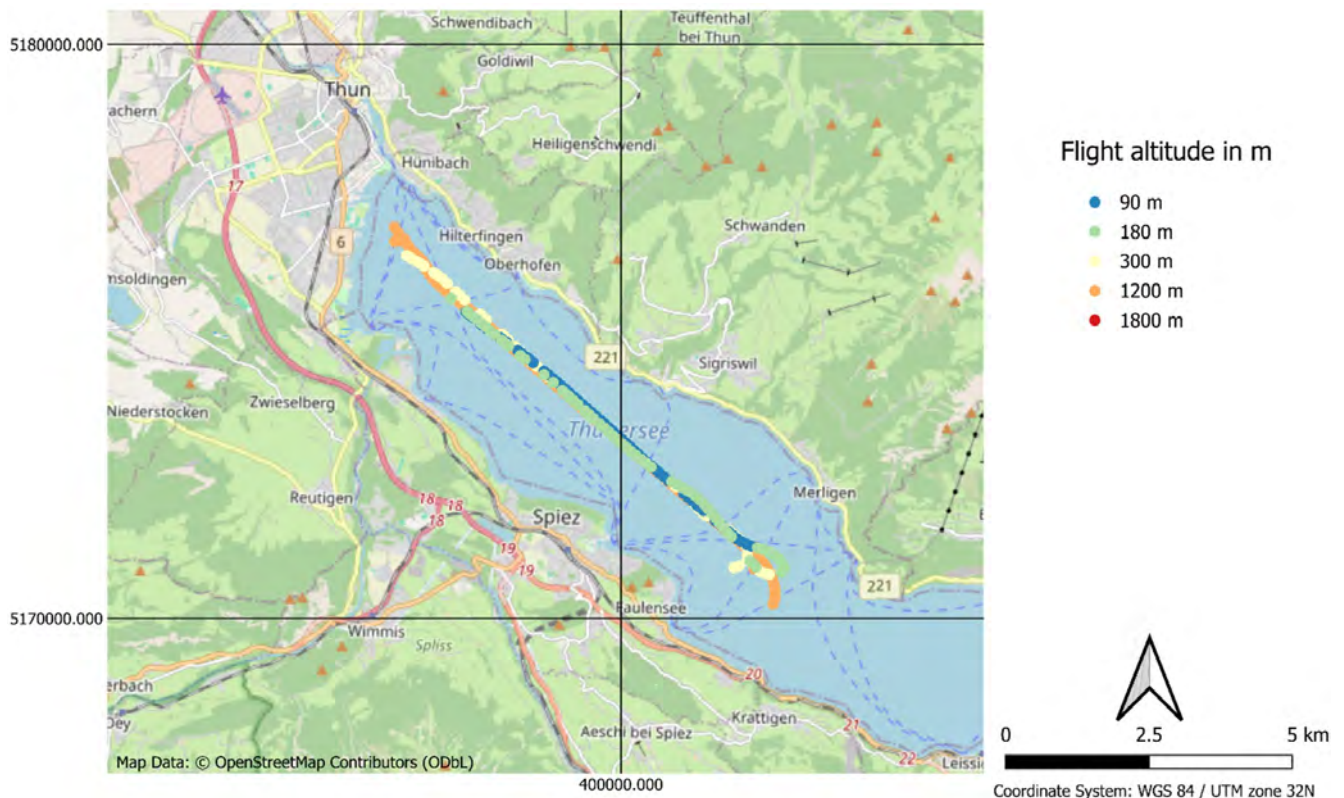 Schwendibach
Teuffenthal
bei Thun
5180000.000
Goldiwil
Thun
achern
Heiligenschwendi
Flight altitude in m
Hünibach
17
90 m
180 m
300 m
1200 m
1800 m
6
Hilterfingen
Schwanden
Oberhofen
msoldingen
221
Sigriswil
Zwieselberg
Niederstocken
Thunersee
Reutigen
18
18
18
Merligen
Spiez
19
19
221
Faulensee
5170000.000
Wimmis
Spliss
20
erbach
Dey
Krattigen
21
Aeschi bei Spiez
22
Leissi
Map Data: © OpenStreetMap Contributors (ODbL)
400000.000
0 2.5 5 km
Coordinate System: WGS 84 / UTM zone 32N